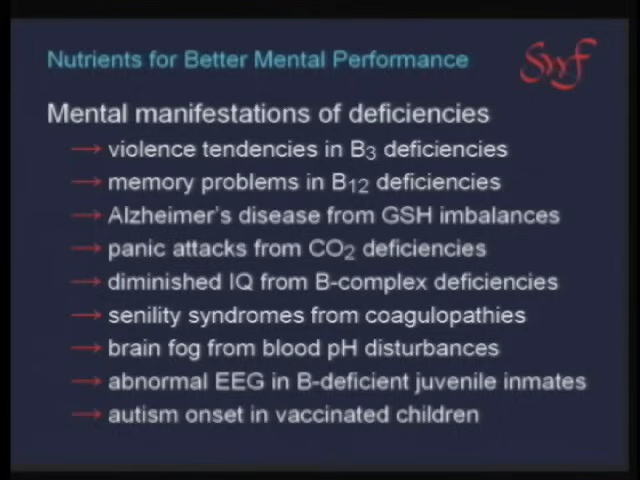 Nutrients for Better Mental Performance
Swf
Mental manifestations of deficiencies
→ violence tendencies in B3 deficiencies
→ memory problems in B12 deficiencies
→ Alzheimer's disease from GSH imbalances
→ panic attacks from CO2 deficiencies
→ diminished IQ from B-complex deficiencies
→ senility syndromes from coagulopathies
→ brain fog from blood pH disturbances
→ abnormal EEG in B-deficient juvenile inmates
→ autism onset in vaccinated children